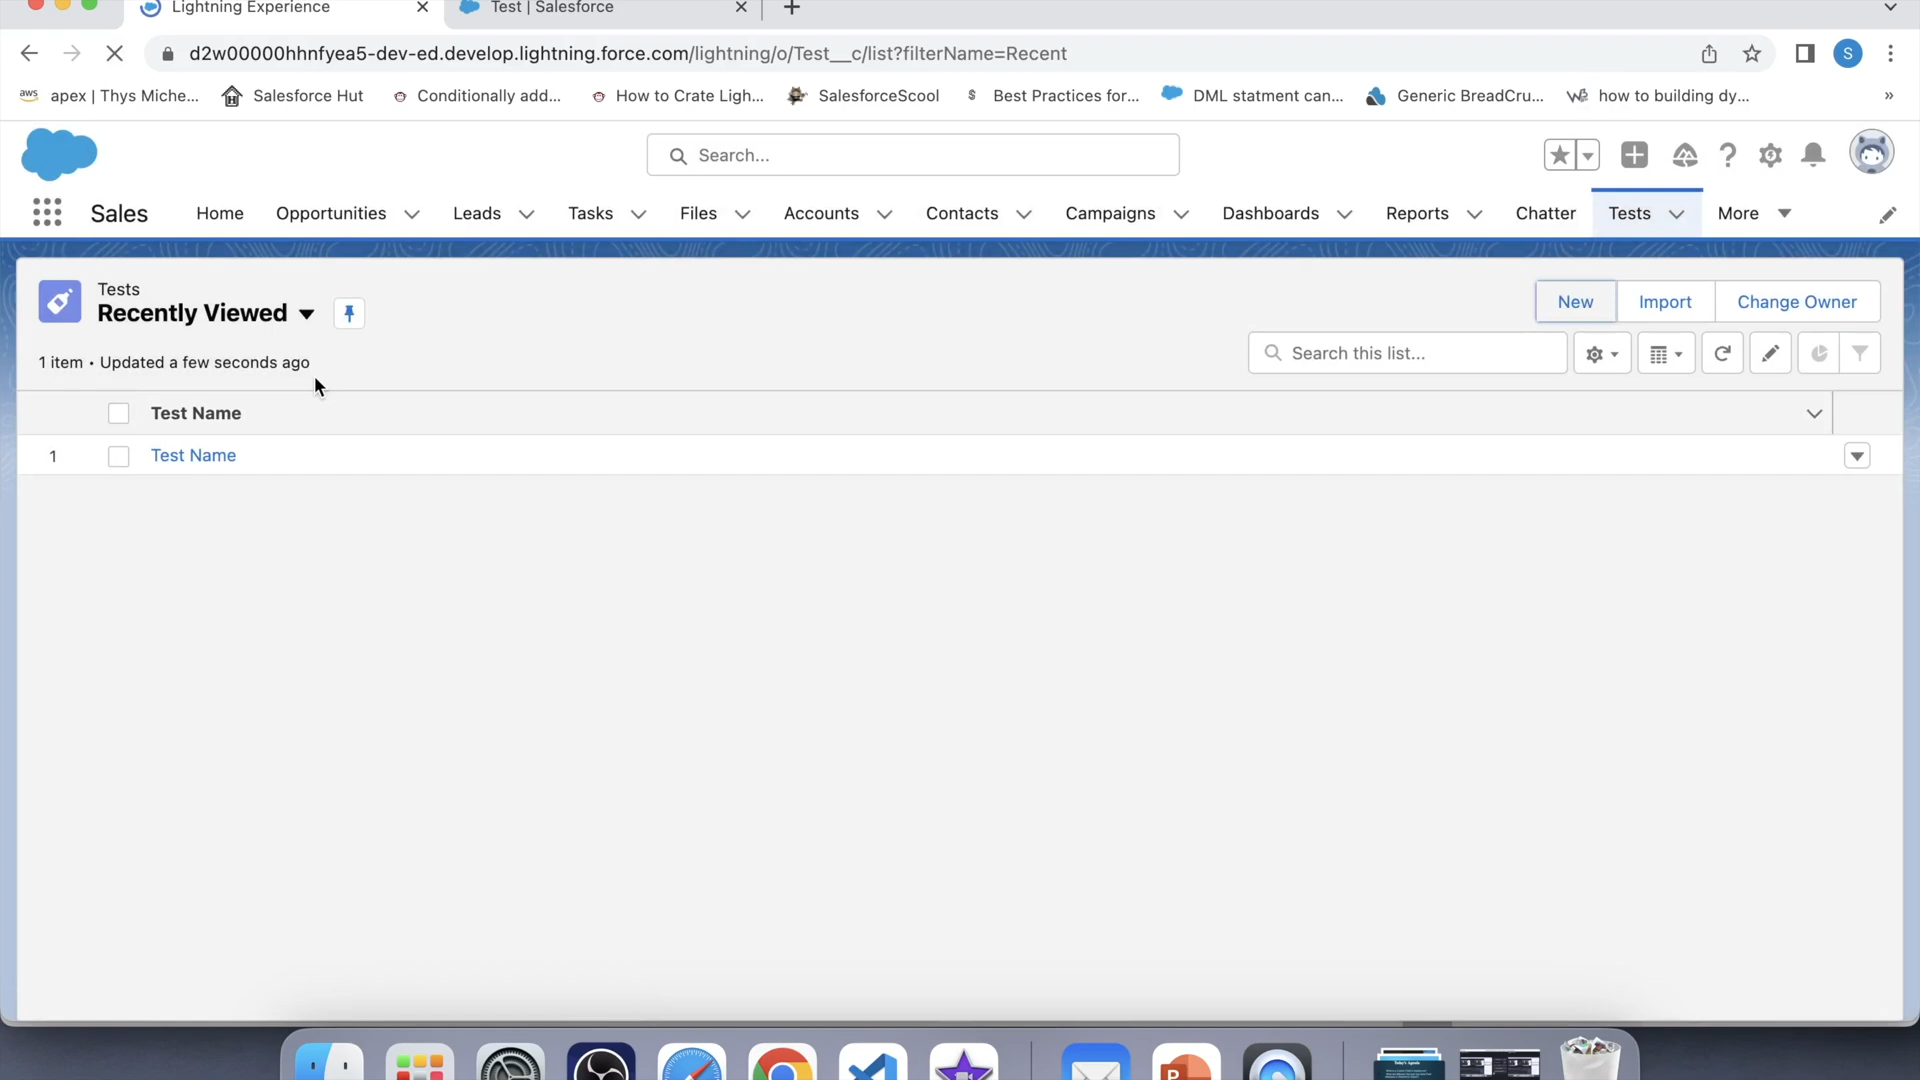 Lightning Experience
Test | Salesforce
d2w00000hhnfyea5-dev-ed.develop.lightning.force.com/lightning/o/Test__c/list?filterName=Recent
S
aws apex | Thys Miche... Salesforce Hut Conditionally add... How to Crate Ligh... SalesforceScool Best Practices for... DML statment can... Generic BreadCru... how to building dy... »
Search...
Sales Home Opportunities Leads Tasks Files Accounts Contacts Campaigns Dashboards Reports Chatter Tests More
Tests
Recently Viewed
New Import Change Owner
1 item • Updated a few seconds ago
Search this list...
Test Name
1 Test Name
P